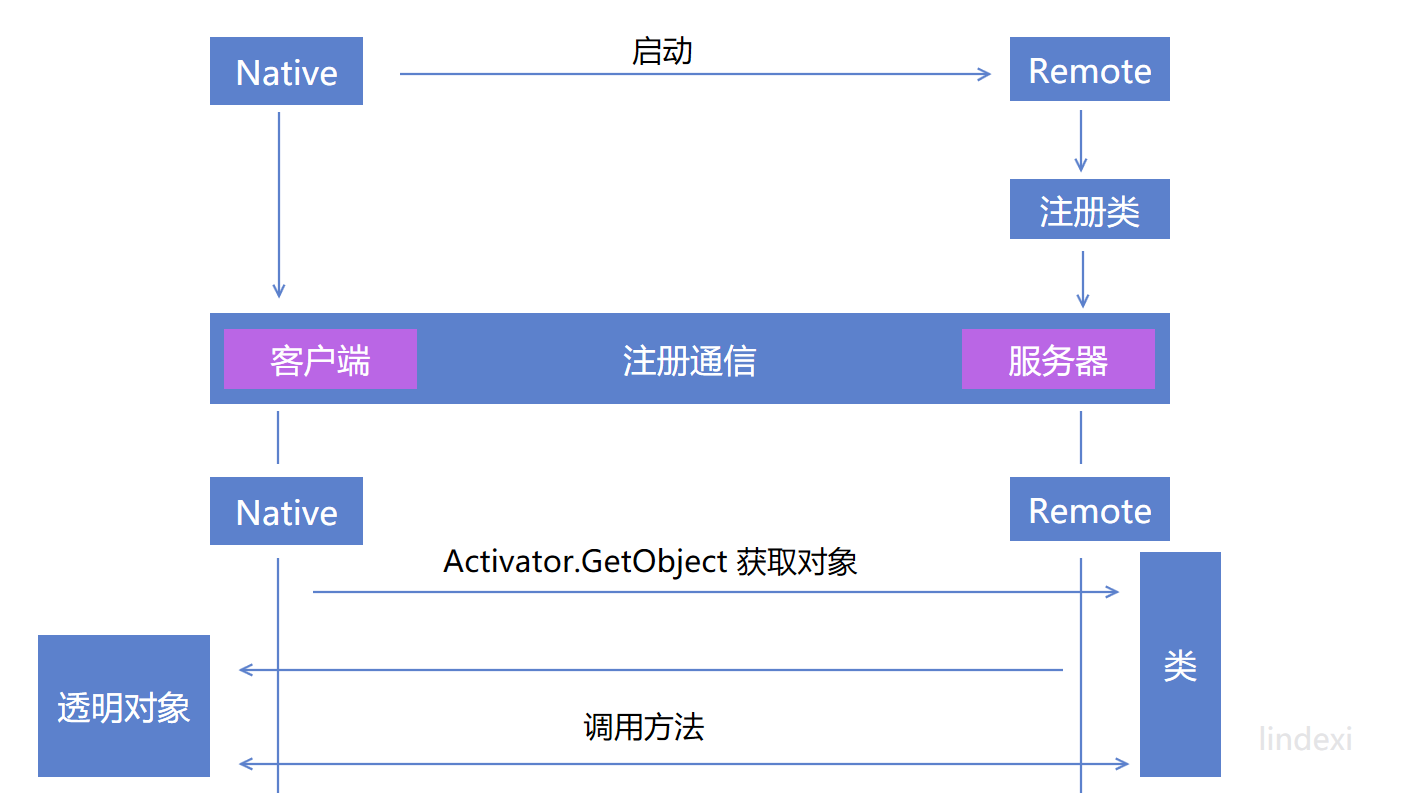 启动
Native
Remote
注册类
客户端
注册通信
服务器
Native
Remote
Activator.GetObject 获取对象
类
透明对象
调用方法
lindexi